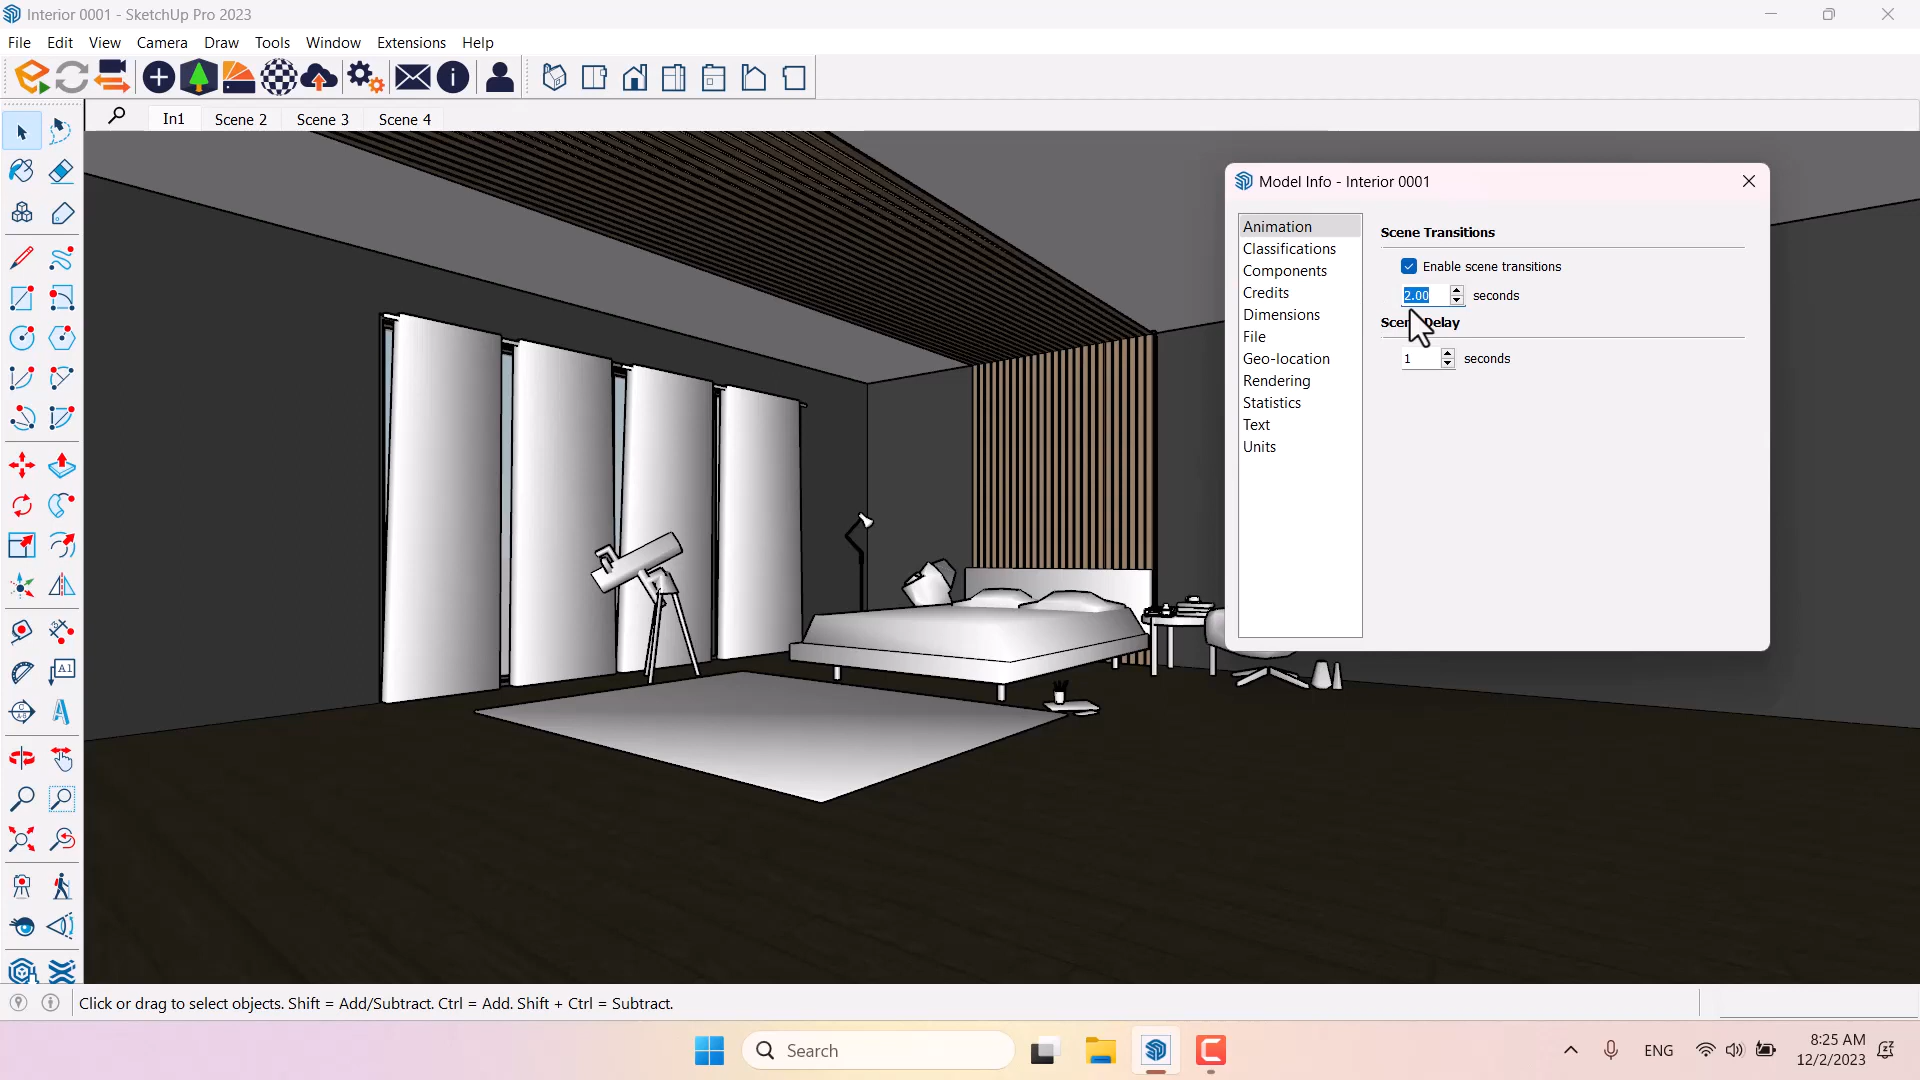 Interior 0001 - SketchUp Pro 2023
File Edit View Camera Draw Tools Window Extensions Help
In1 Scene 2 Scene 3 Scene 4
Model Info - Interior 0001
Animation
Classifications
Components
Credits
Dimensions
File
Geo-location
Rendering
Statistics
Text
Units
Scene Transitions
Enable scene transitions
2.00 seconds
Scene Delay
1 seconds
A1
A
Click or drag to select objects. Shift = Add/Subtract. Ctrl = Add. Shift + Ctrl = Subtract.
Search
ENG
8:25 AM
12/2/2023